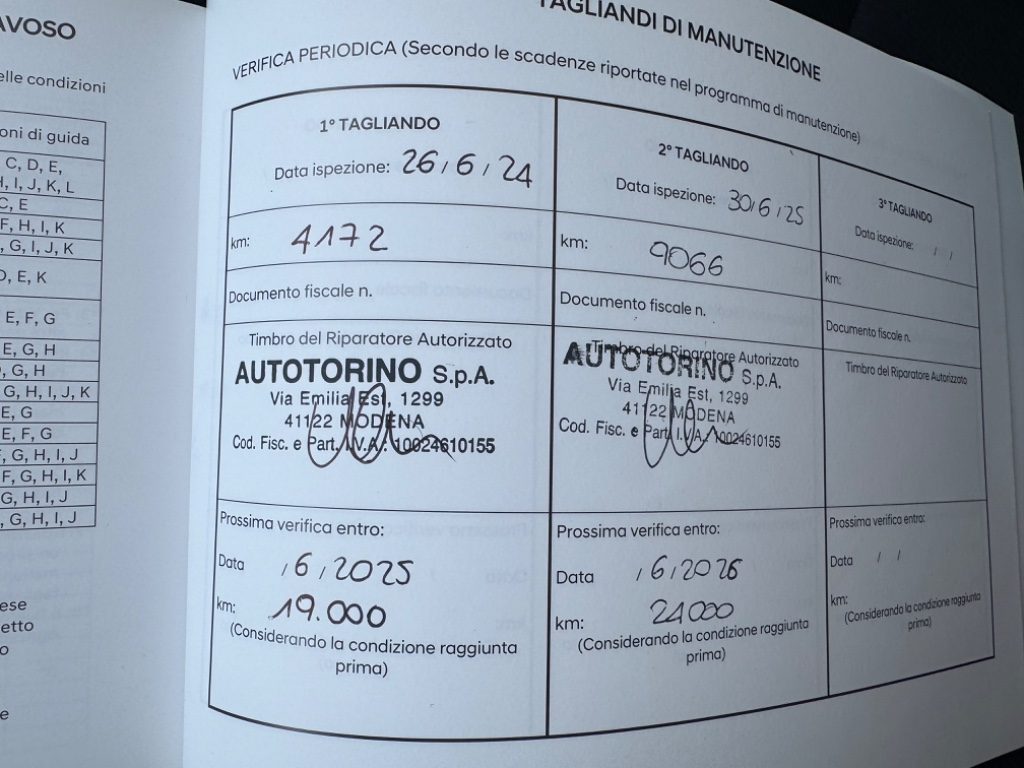 AVOSO
elle condizioni
oni di guida
C, D, E,
H, I, J, K, L
C, E
F, H, I, K
, G, I, J, K
D, E, K
E, F, G
E, G, H
, G, H
G, H, I, J, K
E, G
E, F, G
F, G, H, I, J
F, G, H, I, K
G, H, I, J
, G, H, I, J
ese
etto
o
e
TAGLIANDI DI MANUTENZIONE
VERIFICA PERIODICA (Secondo le scadenze riportate nel programma di manutenzione)
1° TAGLIANDO
Data ispezione: 26/6/24
km: 4172
Documento fiscale n.
Timbro del Riparatore Autorizzato
AUTOTORINO S.p.A.
Via Emilia Est, 1299
41122 MODENA
Cod. Fisc. e Part. I.V.A. 10024610155
Prossima verifica entro:
Data /6/2025
km: 19.000
(Considerando la condizione raggiunta
prima)
2° TAGLIANDO
Data ispezione: 30/6/25
km: 9066
Documento fiscale n.
Timbro del Riparatore Autorizzato
AUTOTORINO S.p.A.
Via Emilia Est, 1299
41122 MODENA
Cod. Fisc. e Part. I.V.A. 10024610155
Prossima verifica entro:
Data /6/2026
km: 24000
(Considerando la condizione raggiunta
prima)
3° TAGLIANDO
Data ispezione: / /
km:
Documento fiscale n.
Timbro del Riparatore Autorizzato
Prossima verifica entro:
Data / /
km:
(Considerando la condizione raggiunta
prima)